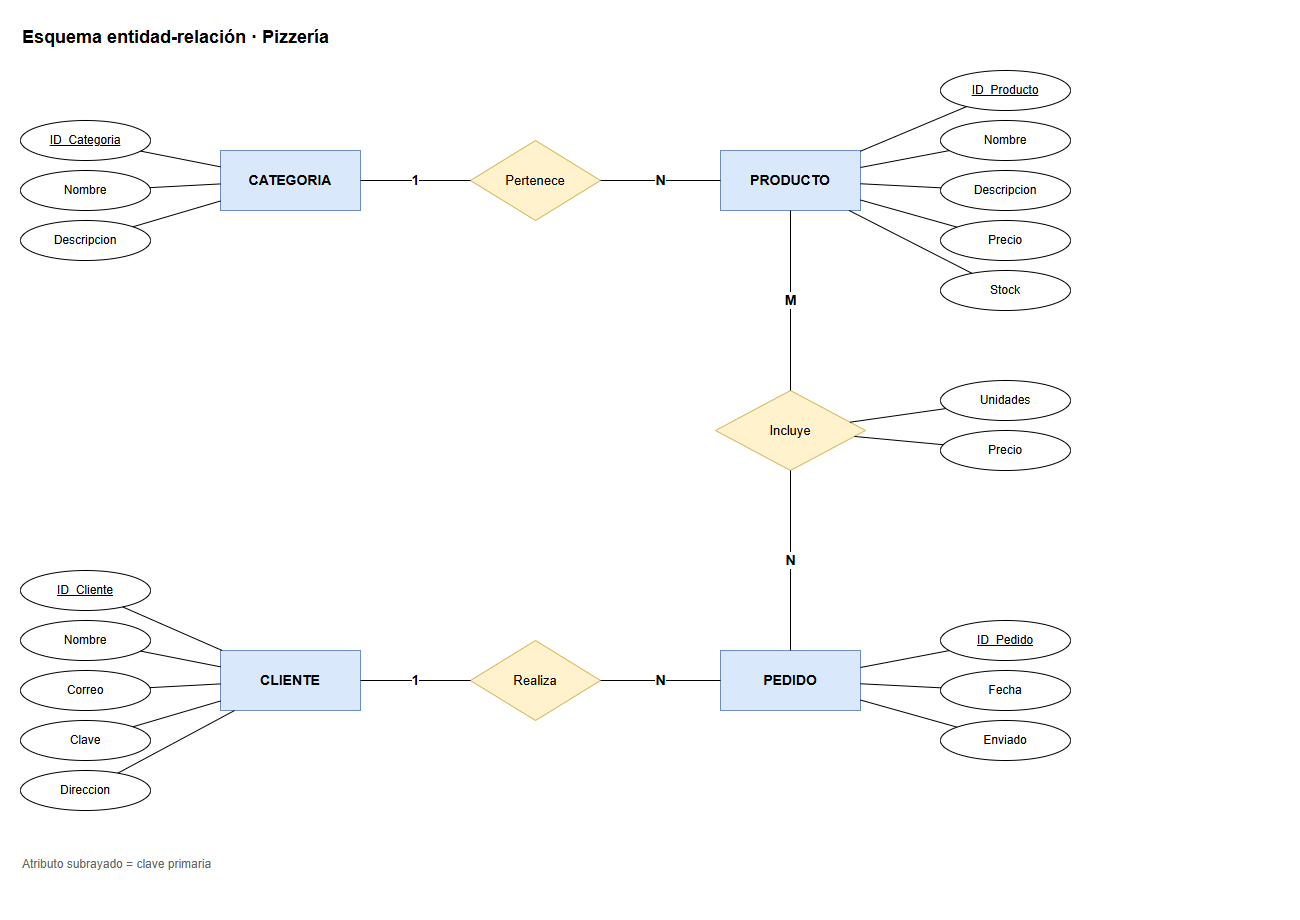 Esquema entidad-relación · Pizzería
ID_Categoria
Nombre
Descripcion
CATEGORIA
1
Pertenece
N
PRODUCTO
ID_Producto
Nombre
Descripcion
Precio
Stock
M
Incluye
Unidades
Precio
N
ID_Cliente
Nombre
Correo
Clave
Direccion
CLIENTE
1
Realiza
N
PEDIDO
ID_Pedido
Fecha
Enviado
Atributo subrayado = clave primaria